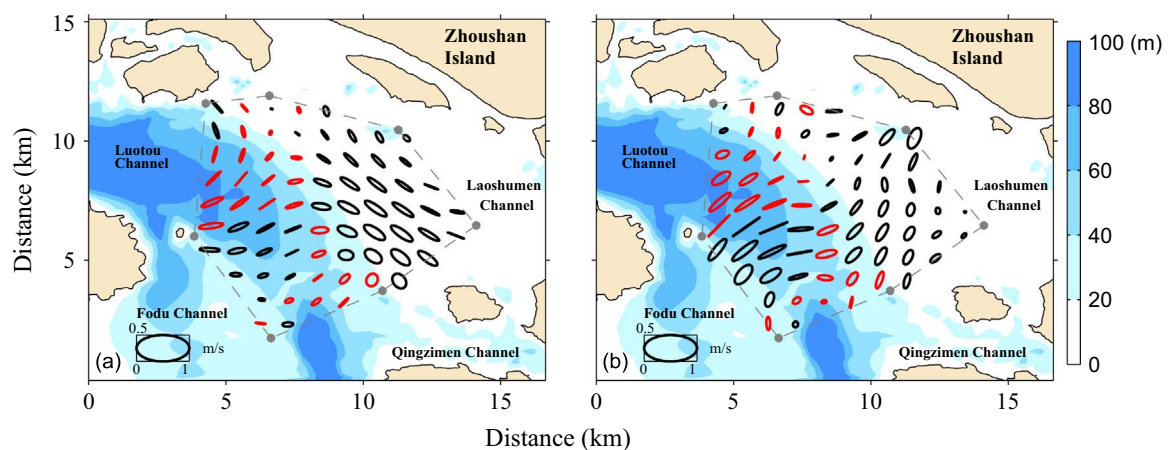 15
10
5
Distance (km)
Zhoushan
Island
Luotou
Channel
Laoshumen
Channel
Fodu Channel
0.5
m/s
0
1
Qingzimen Channel
(a)
0
5
10
15
Zhoushan
Island
Luotou
Channel
Laoshumen
Channel
Fodu Channel
0.5
m/s
0
1
Qingzimen Channel
(b)
0
5
10
15
Distance (km)
100 (m)
80
60
40
20
0